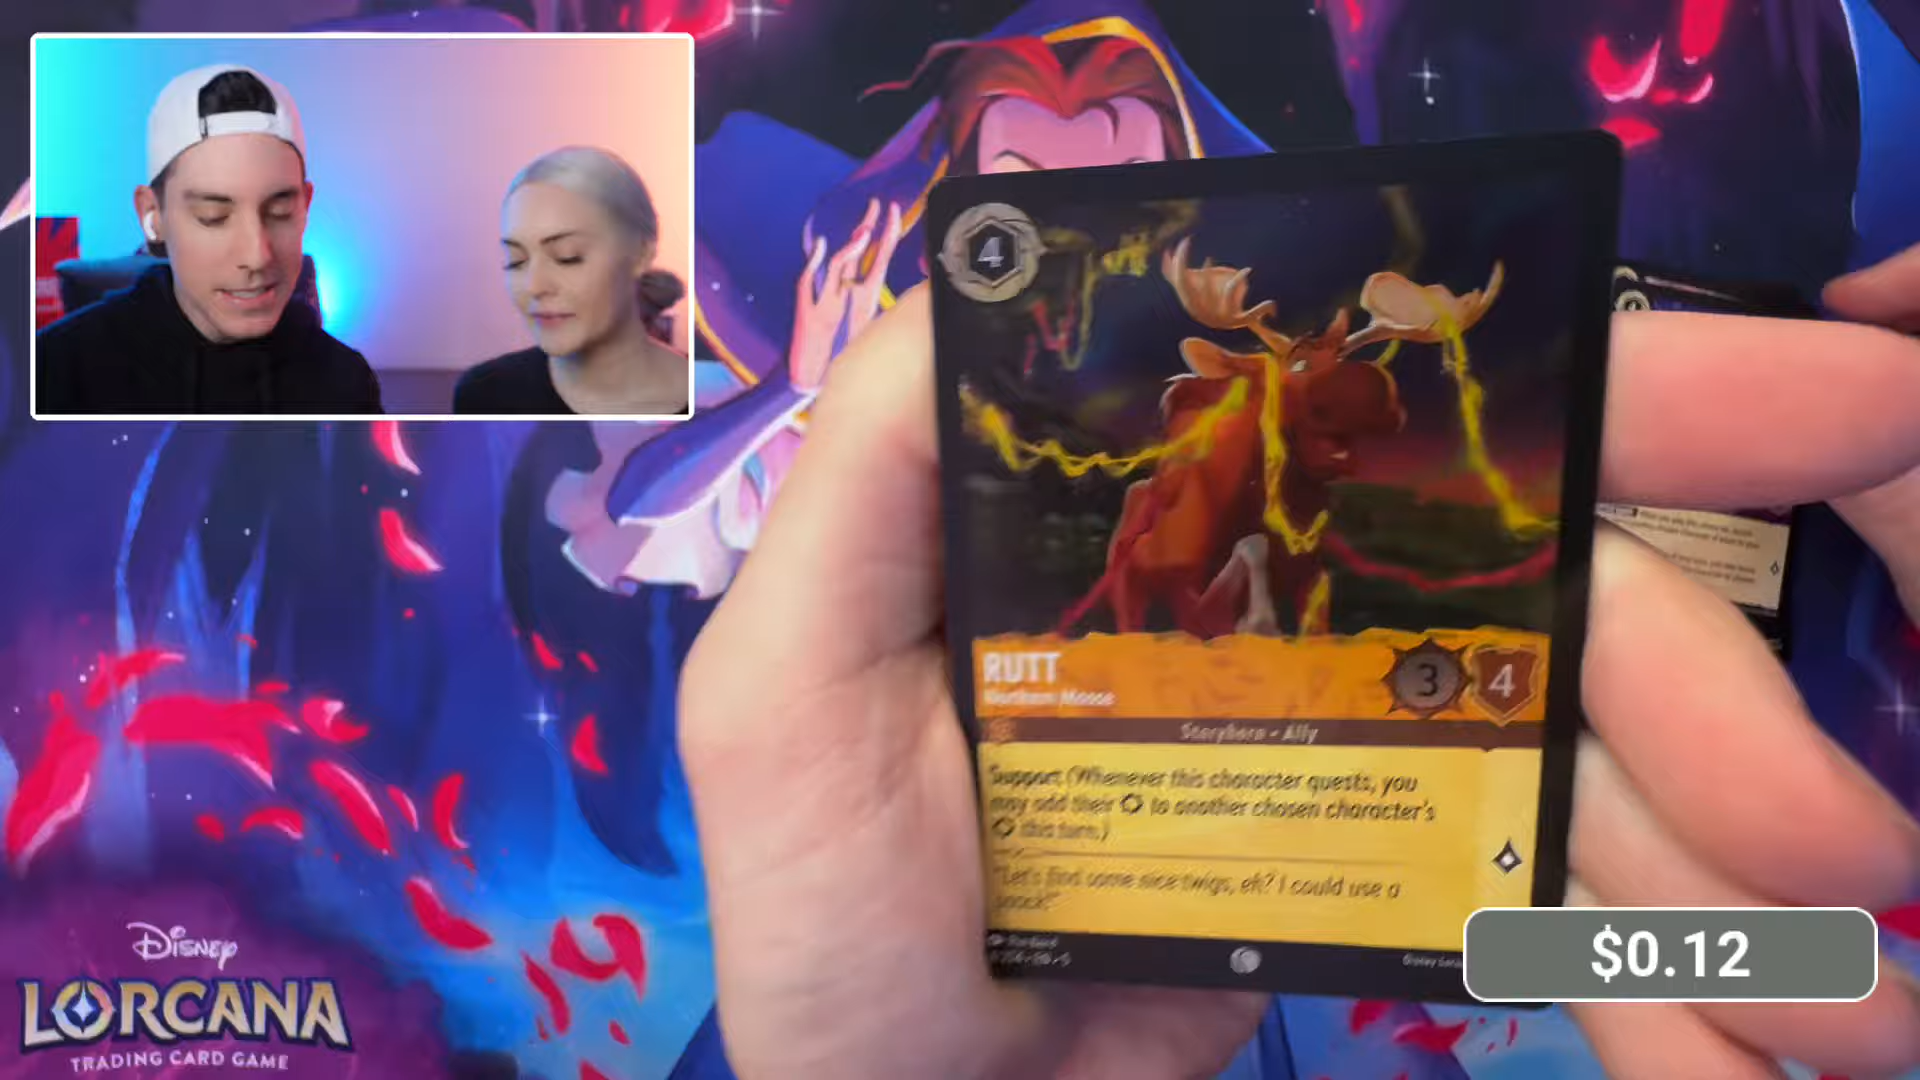 4
RUTT
Northern Moose
3 4
Storyborn • Ally
Support (Whenever this character quests, you
may add their to another chosen character's
this turn.)
"Let's find some nice twigs, eh? I could use a
snack!"
$0.12
Disney
LORCANA
TRADING CARD GAME